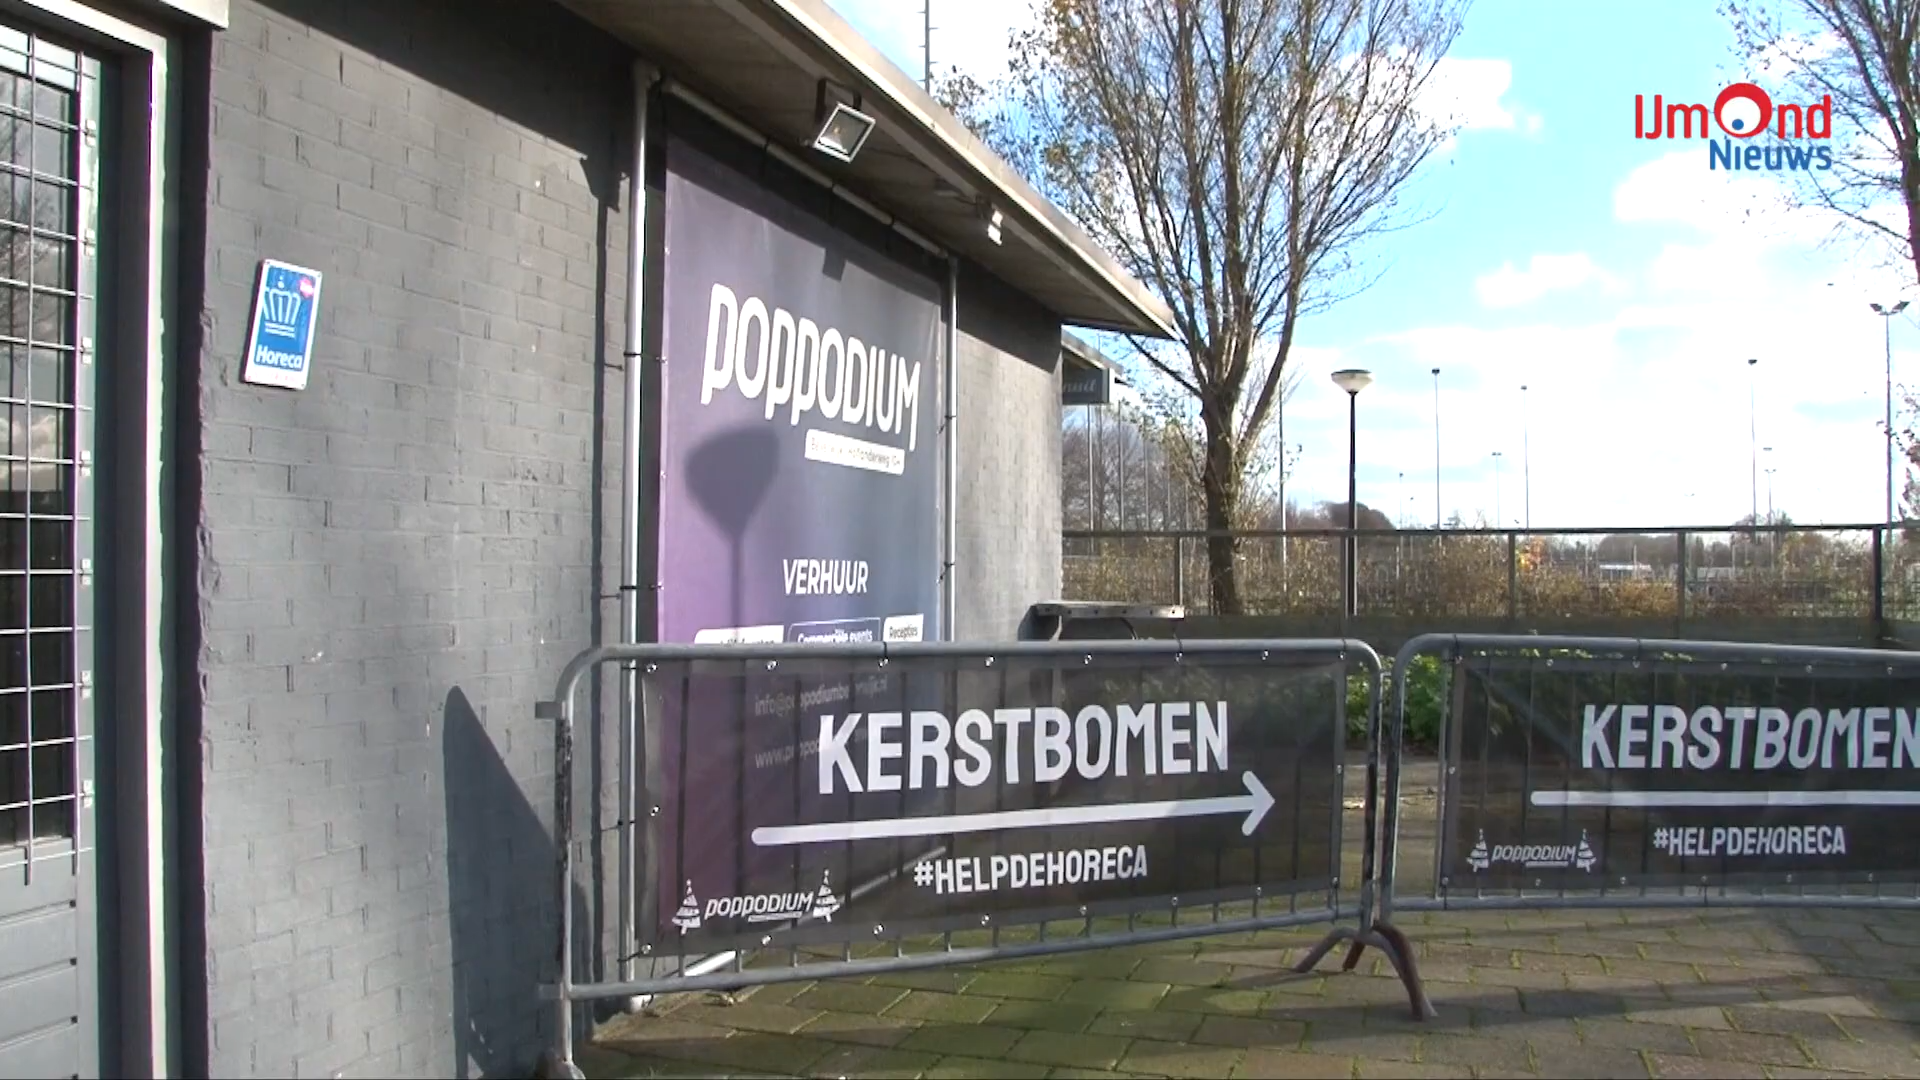 IJmOnd
Nieuws
Horeca
POPPODIUM
VERHUUR
Commerciële events
Recepties
KERSTBOMEN
#HELPDEHORECA
POPPODIUM
KERSTBOMEN
#HELPDEHORECA
POPPODIUM